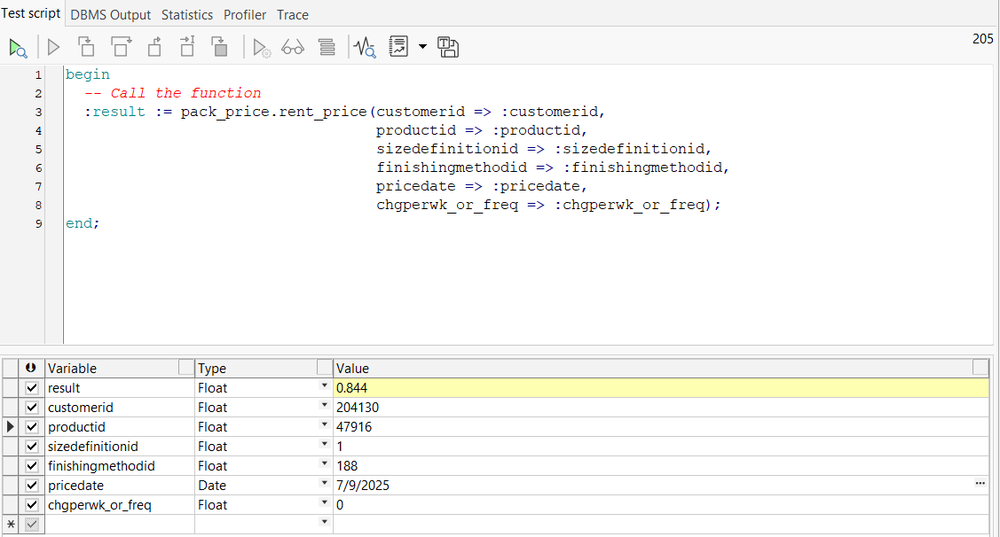 Test script DBMS Output Statistics Profiler Trace
205
1 begin
2 -- Call the function
3 :result := pack_price.rent_price(customerid => :customerid,
4 productid => :productid,
5 sizedefinitionid => :sizedefinitionid,
6 finishingmethodid => :finishingmethodid,
7 pricedate => :pricedate,
8 chgperwk_or_freq => :chgperwk_or_freq);
9 end;
Variable Type Value
result Float 0.844
customerid Float 204130
productid Float 47916
sizedefinitionid Float 1
finishingmethodid Float 188
pricedate Date 7/9/2025 ···
chgperwk_or_freq Float 0
*